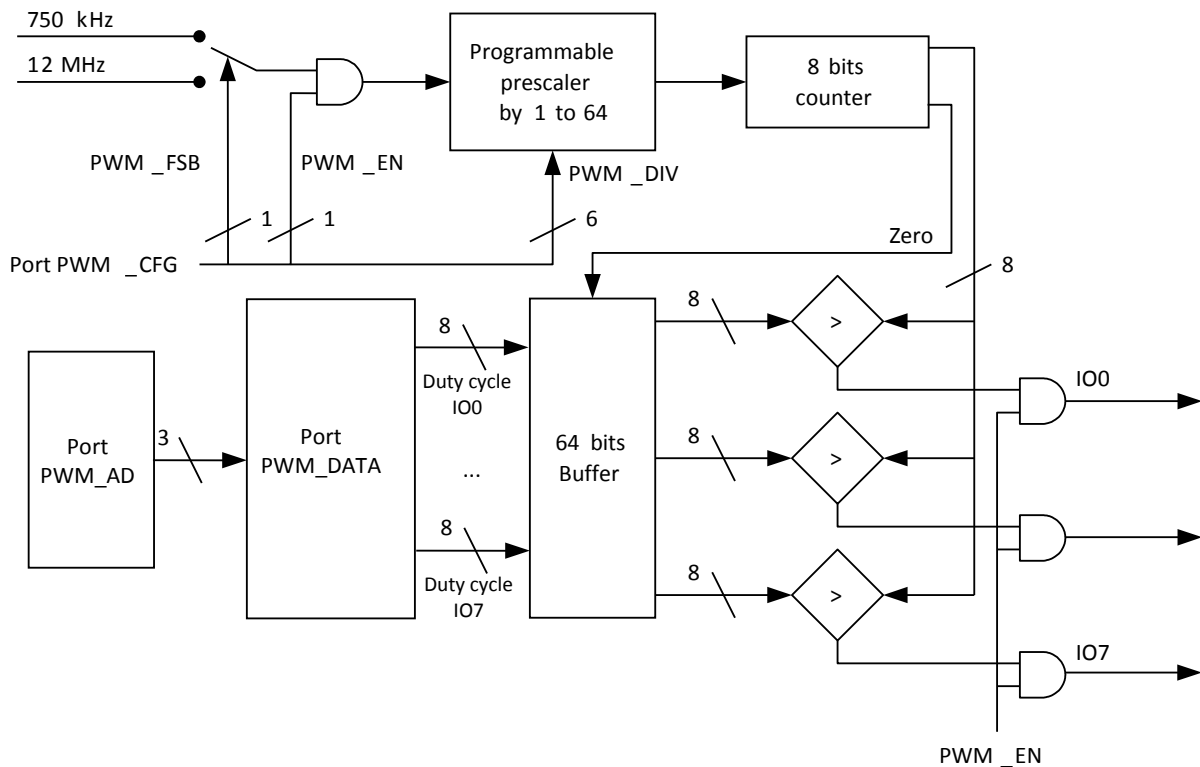 750 kHz
12 MHz
Programmable
prescaler
by 1 to 64
8 bits
counter
PWM _FSB
PWM _EN
PWM _DIV
1
1
6
Port PWM _CFG
Zero
8
Port
PWM_AD
3
Port
PWM_DATA
8
Duty cycle
IO0
...
8
Duty cycle
IO7
64 bits
Buffer
8
>
8
>
8
>
IO0
IO7
PWM _EN